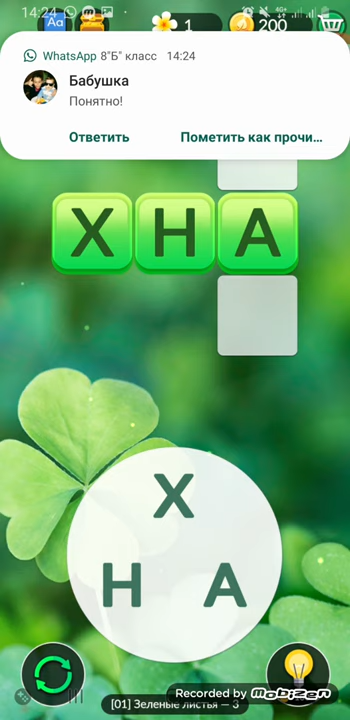 14:24
Aa
1
200
WhatsApp 8"Б" класс 14:24
Бабушка
Понятно!
Ответить Пометить как прочи...
Х Н А
Х
Н А
[01] Зеленые листья — 3
Recorded by Mobizen